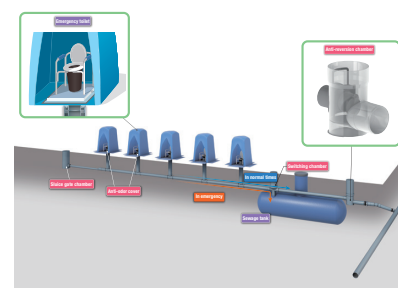 Emergency toilet
Anti-reversion chamber
Switching chamber
In normal times
Sluice gate chamber
Anti-odor cover
In emergency
Sewage tank